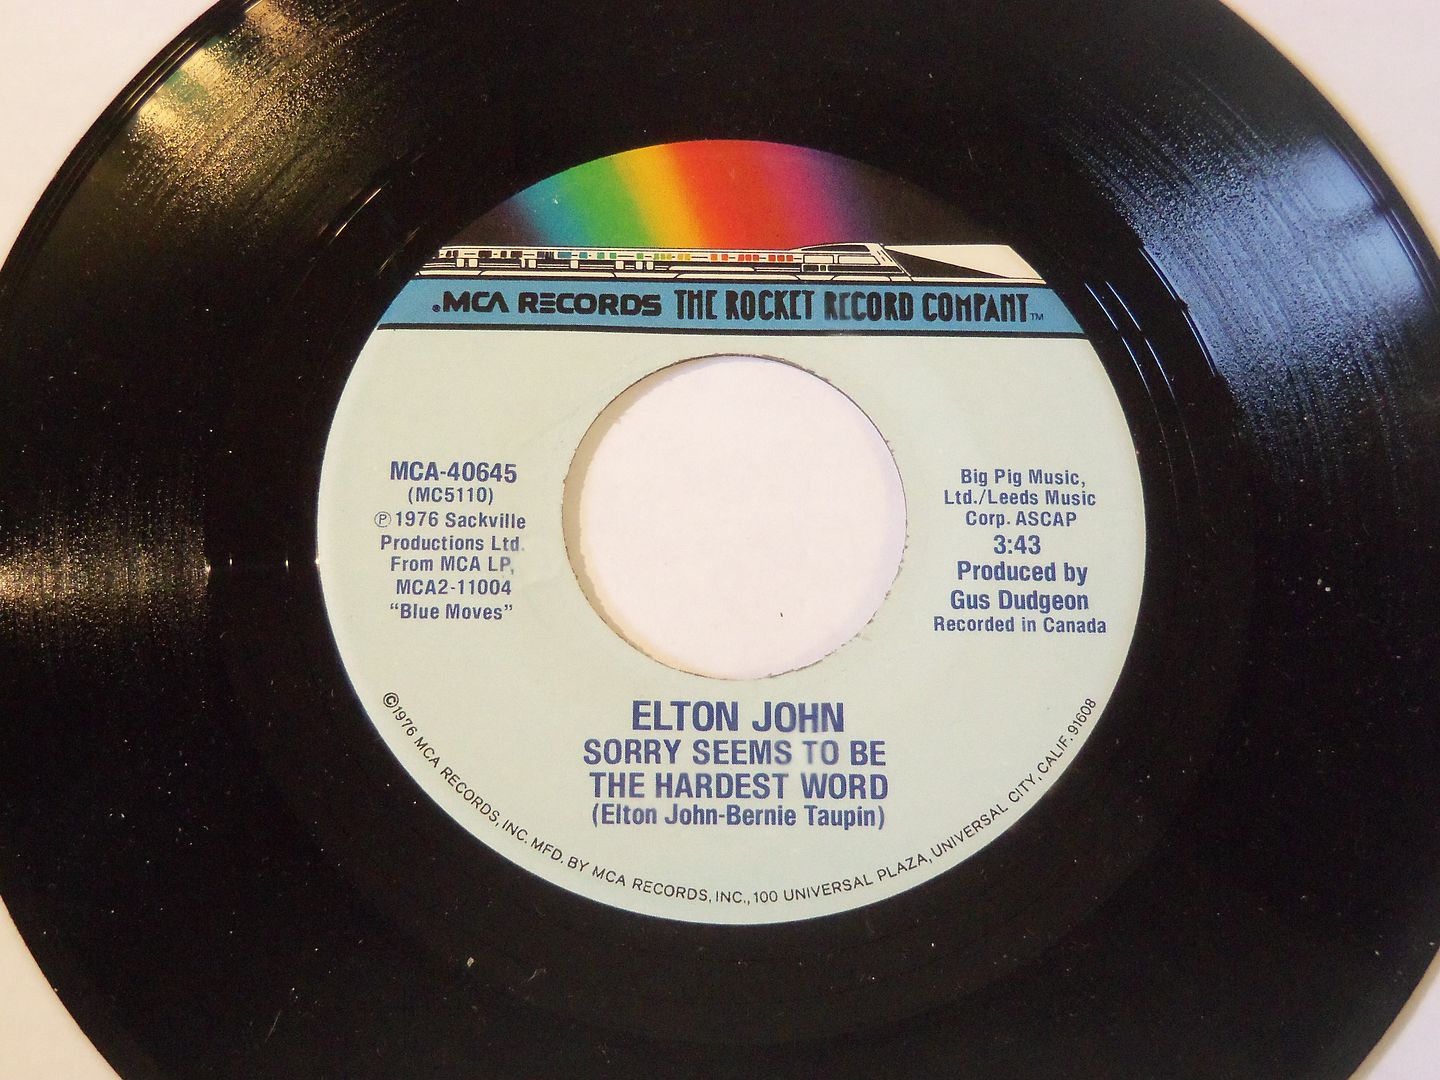 MCA RECORDS THE ROCKET RECORD COMPANY™
MCA-40645
(MC5110)
℗1976 Sackville
Productions Ltd.
From MCA LP,
MCA2-11004
“Blue Moves”
Big Pig Music,
Ltd./Leeds Music
Corp. ASCAP
3:43
Produced by
Gus Dudgeon
Recorded in Canada
ELTON JOHN
SORRY SEEMS TO BE
THE HARDEST WORD
(Elton John-Bernie Taupin)
©1976 MCA RECORDS, INC. MFD. BY MCA RECORDS, INC., 100 UNIVERSAL PLAZA, UNIVERSAL CITY, CALIF. 91608